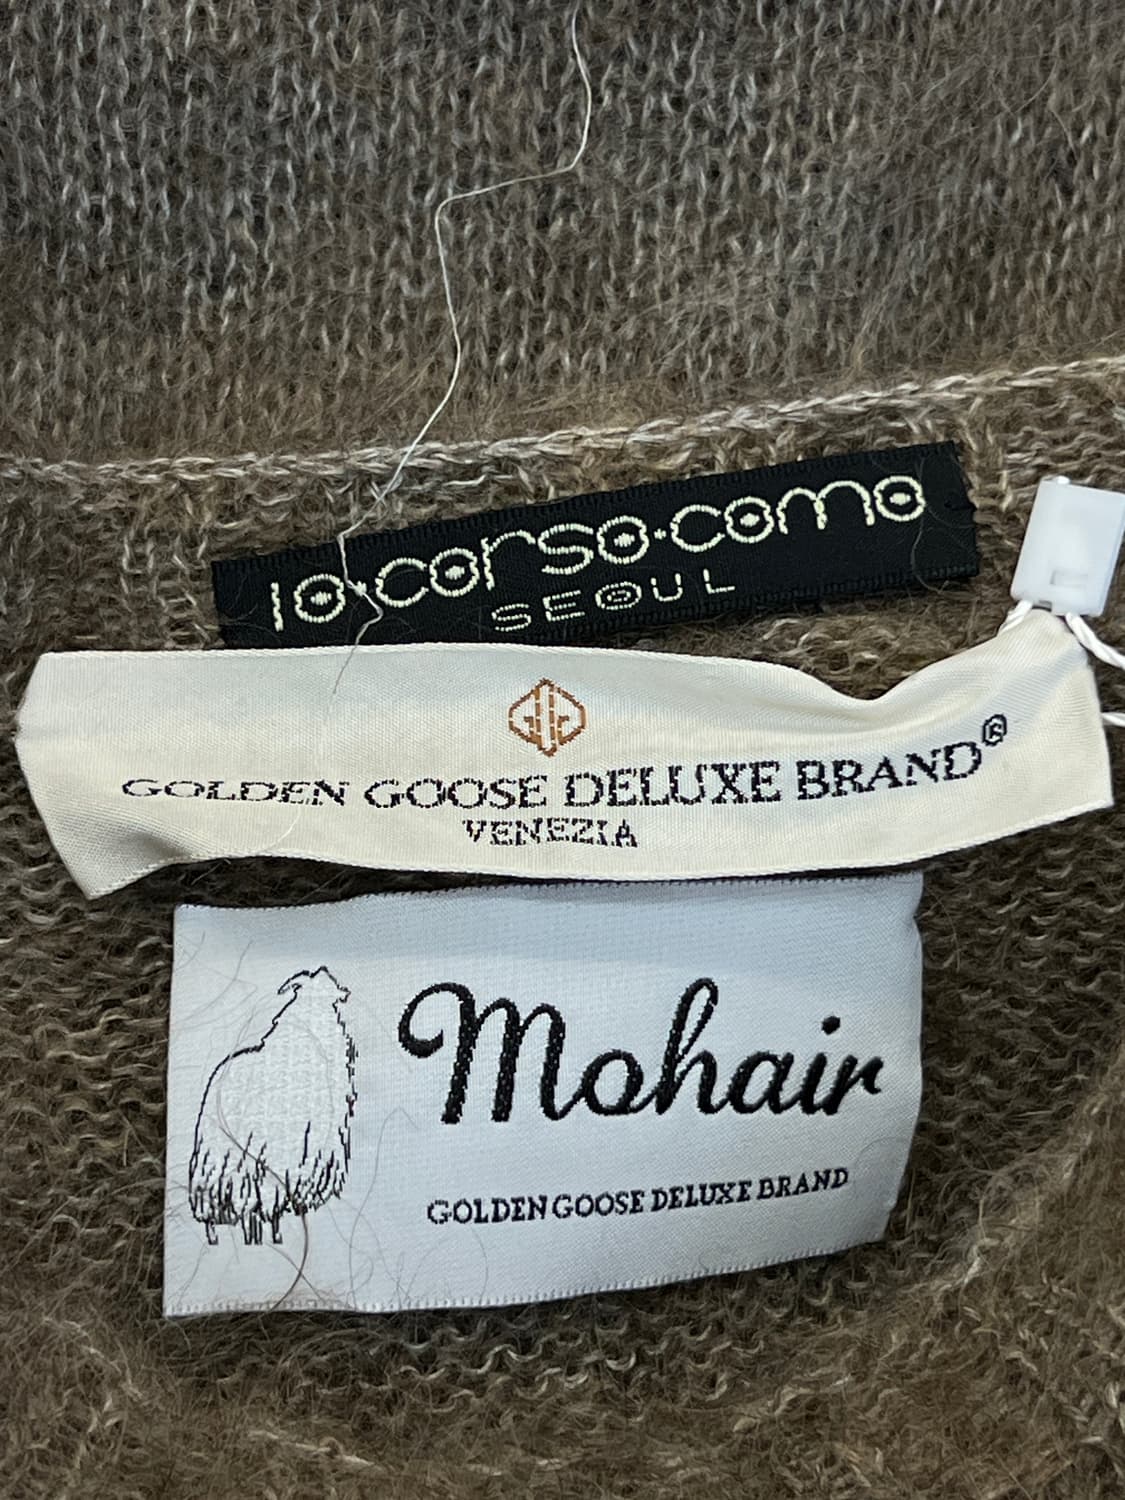 10·corso·como
SEOUL
GOLDEN GOOSE DELUXE BRAND®
VENEZIA
Mohair
GOLDEN GOOSE DELUXE BRAND